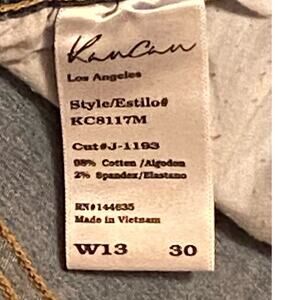 KanCan
Los Angeles
Style/Estilo#
KC8117M
Cut#J-1193
98% Cotten /Algodon
2% Spandex/Elastano
RN#144635
Made in Vietnam
W13 30